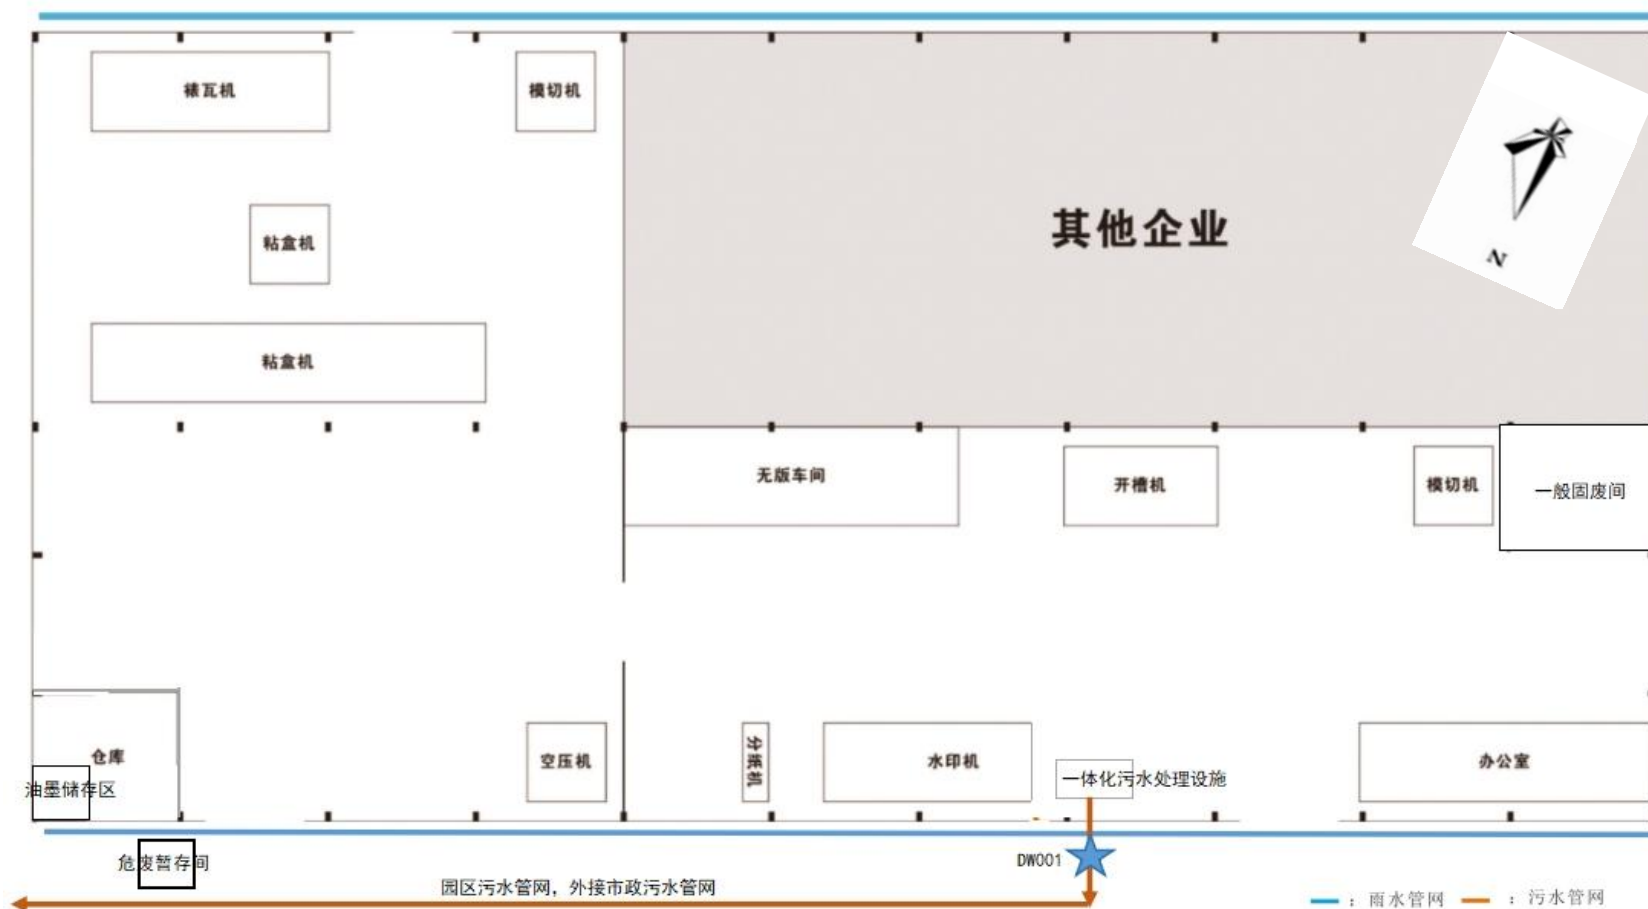 裱瓦机
模切机
粘盒机
其他企业
N
粘盒机
无版车间
开槽机
模切机
一般固废间
仓库
油墨储存区
空压机
分纸机
水印机
一体化污水处理设施
办公室
危废暂存间
DW001
园区污水管网，外接市政污水管网
：雨水管网
：污水管网